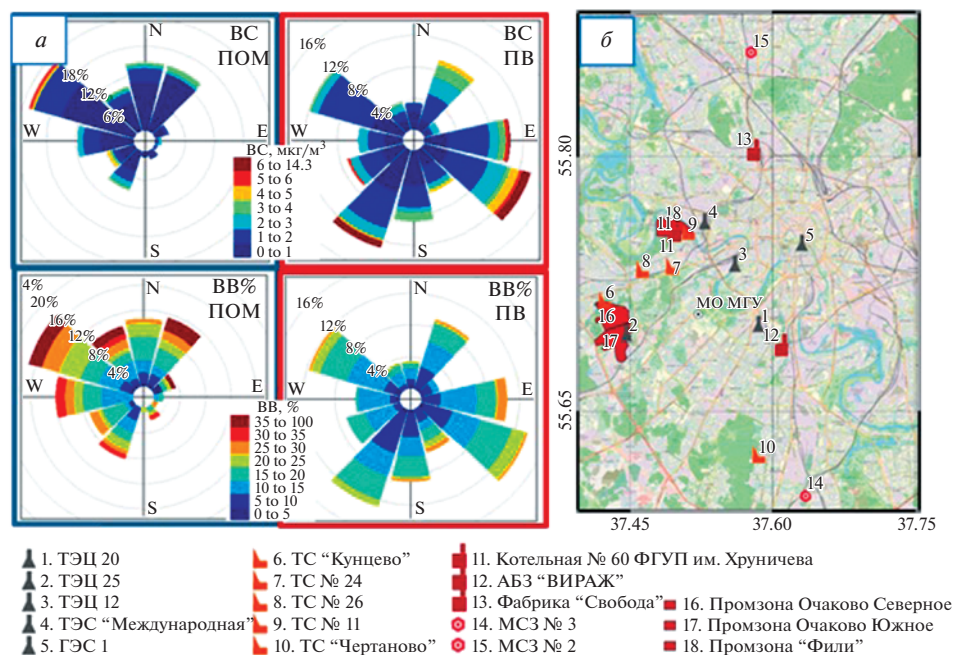 а
N
BC
ПОМ
18%
12%
6%
W
E
S
BC, мкг/м³
6 to 14.3
5 to 6
4 to 5
3 to 4
2 to 3
1 to 2
0 to 1
N
BC
ПВ
16%
12%
8%
4%
W
E
S
4%
20%
16%
12%
8%
4%
N
BB%
ПОМ
W
E
S
BB, %
35 to 100
30 to 35
25 to 30
20 to 25
15 to 20
10 to 15
5 to 10
0 to 5
16%
12%
8%
4%
N
BB%
ПВ
W
E
S
б
15
13
18
4
11
9
5
11
3
8
7
6
МО МГУ
16
1
2
12
17
10
14
55.80
55.65
37.45
37.60
37.75
1. ТЭЦ 20
2. ТЭЦ 25
3. ТЭЦ 12
4. ТЭС “Международная”
5. ГЭС 1
6. ТС “Кунцево”
7. ТС № 24
8. ТС № 26
9. ТС № 11
10. ТС “Чертаново”
11. Котельная № 60 ФГУП им. Хруничева
12. АБЗ “ВИРАЖ”
13. Фабрика “Свобода”
14. МСЗ № 3
15. МСЗ № 2
16. Промзона Очаково Северное
17. Промзона Очаково Южное
18. Промзона “Фили”